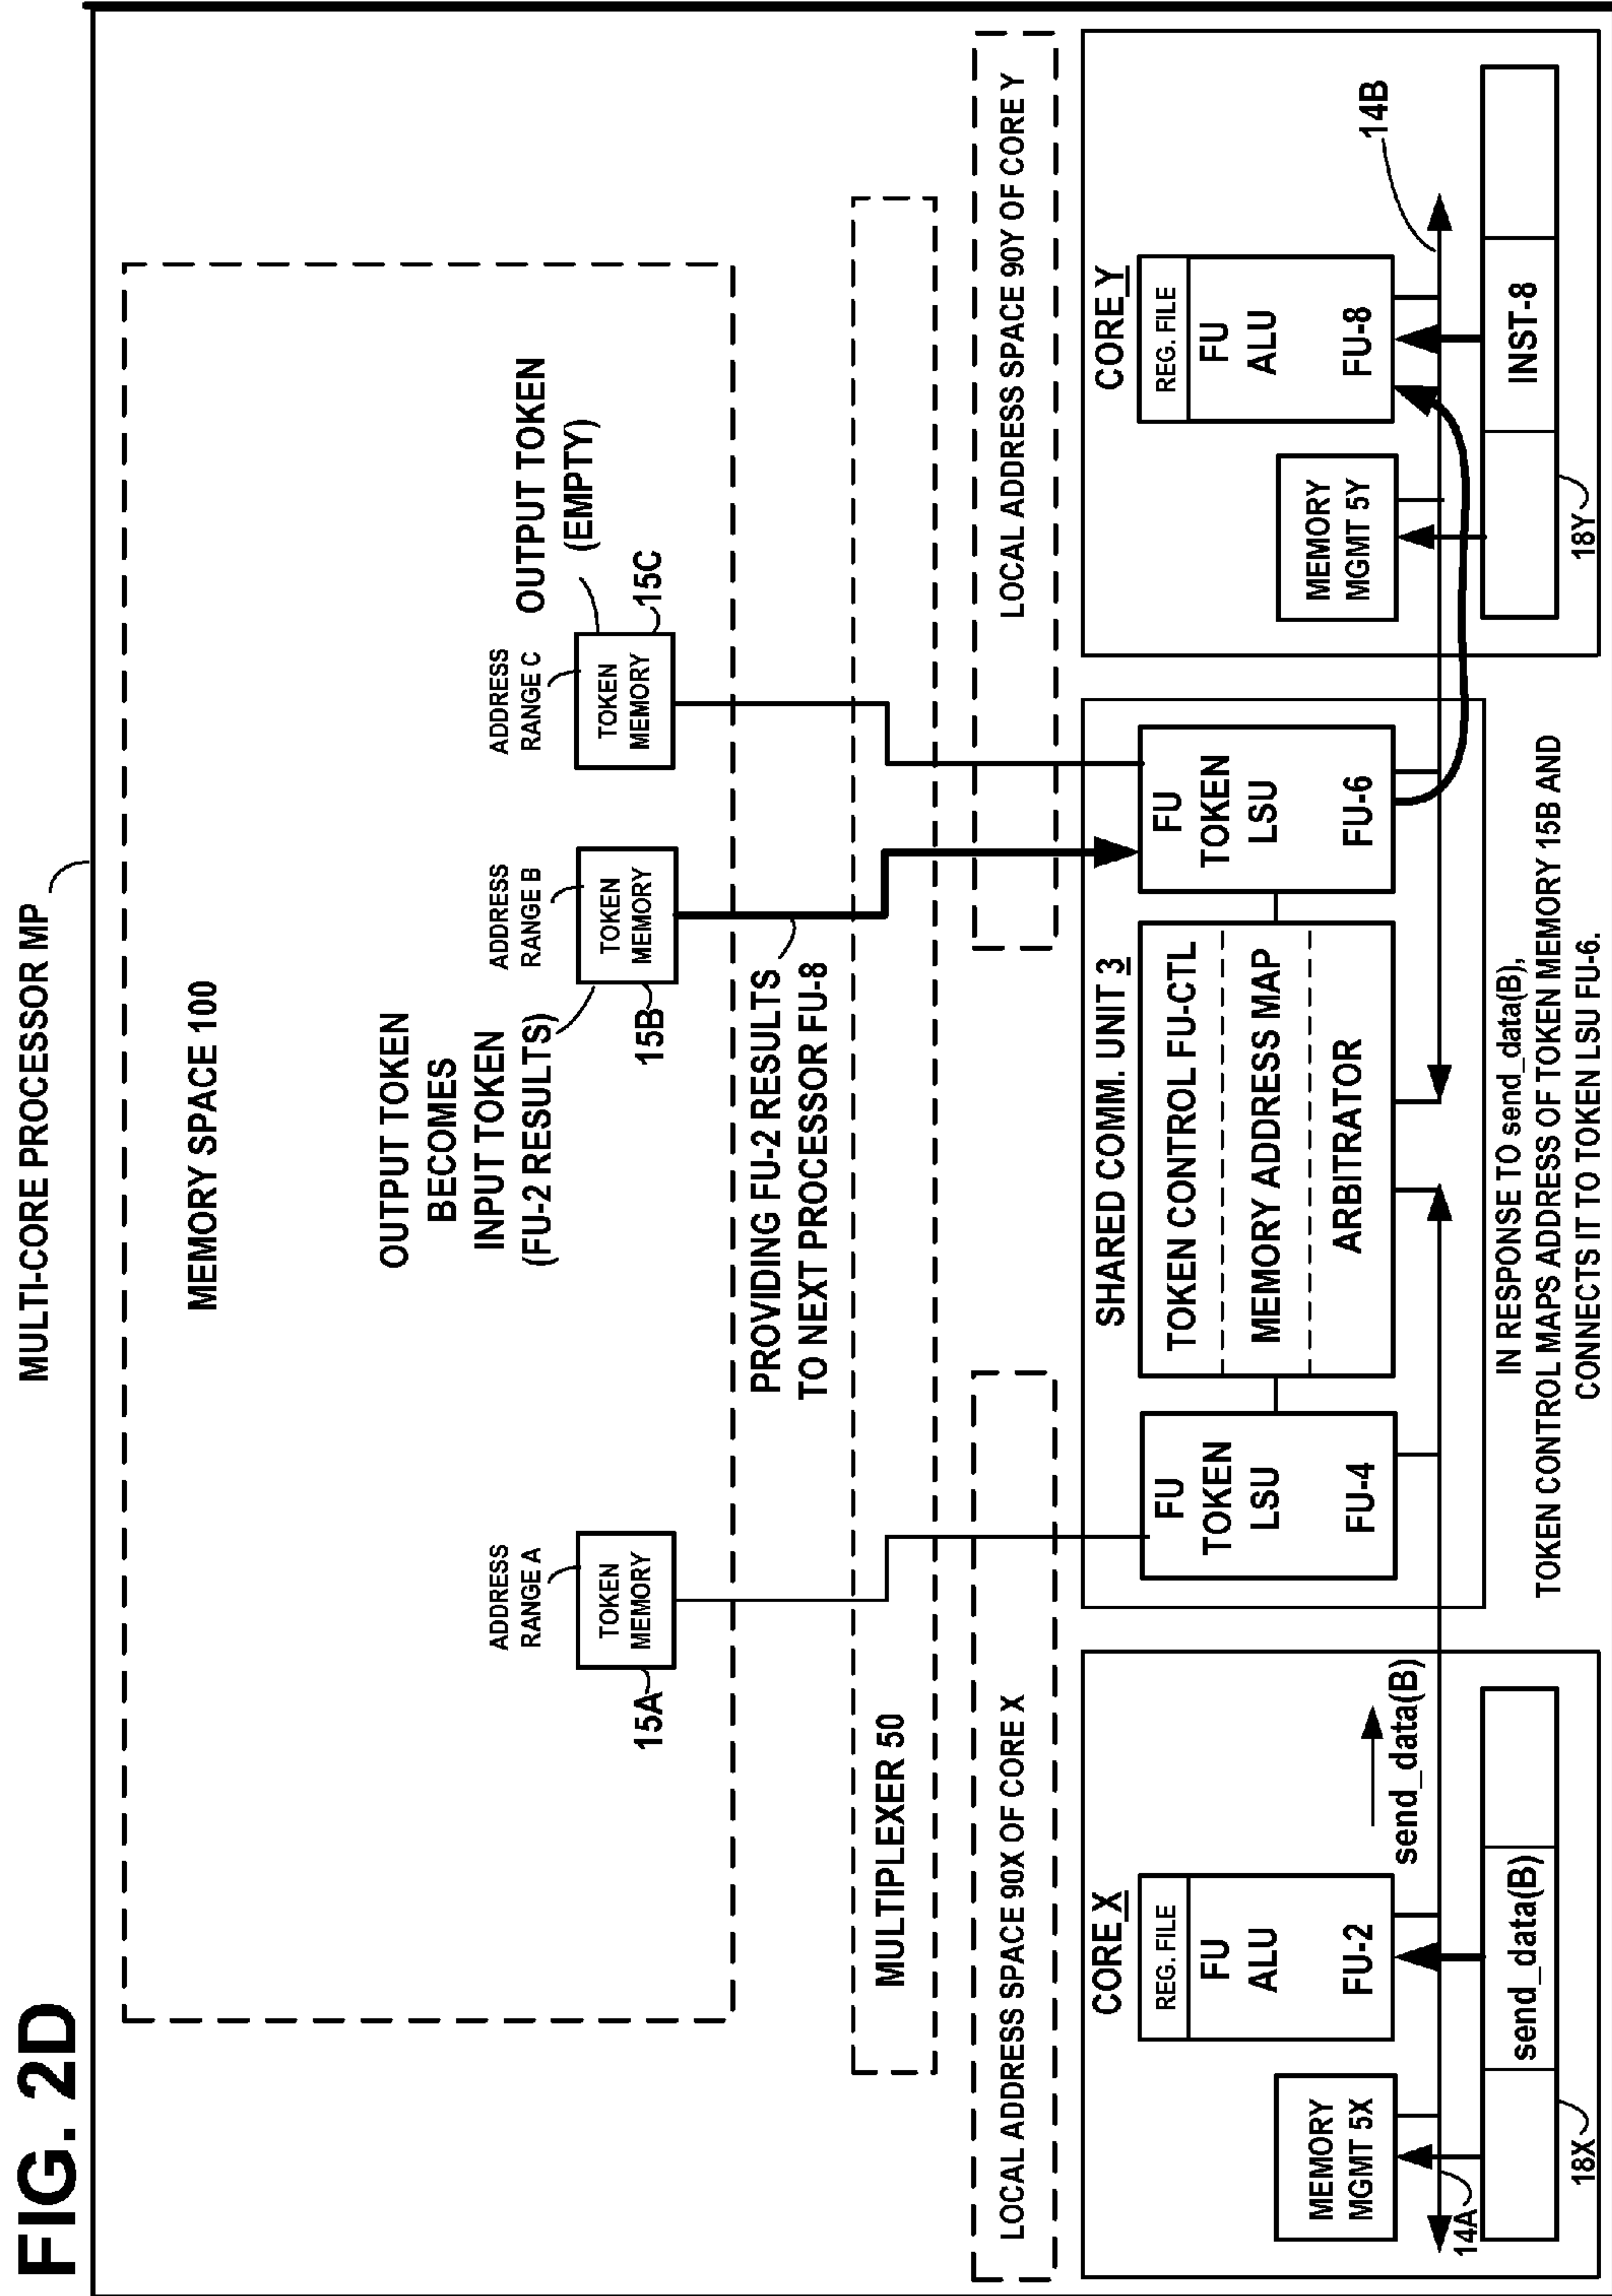 FIG. 2D
MULTI-CORE PROCESSOR MP
MEMORY SPACE 100
OUTPUT TOKEN
BECOMES
INPUT TOKEN
(FU-2 RESULTS)
OUTPUT TOKEN
(EMPTY)
ADDRESS
RANGE A
TOKEN
MEMORY
15A
ADDRESS
RANGE B
TOKEN
MEMORY
15B
ADDRESS
RANGE C
TOKEN
MEMORY
15C
PROVIDING FU-2 RESULTS
TO NEXT PROCESSOR FU-8
MULTIPLEXER 50
LOCAL ADDRESS SPACE 90X OF CORE X
LOCAL ADDRESS SPACE 90Y OF CORE Y
CORE X
MEMORY
MGMT 5X
REG. FILE
FU
ALU
FU-2
send_data(B)
14A
send_data(B)
18X
SHARED COMM. UNIT 3
FU
TOKEN
LSU
FU-4
TOKEN CONTROL FU-CTL
MEMORY ADDRESS MAP
ARBITRATOR
FU
TOKEN
LSU
FU-6
IN RESPONSE TO send_data(B),
TOKEN CONTROL MAPS ADDRESS OF TOKEN MEMORY 15B AND
CONNECTS IT TO TOKEN LSU FU-6.
CORE Y
MEMORY
MGMT 5Y
REG. FILE
FU
ALU
FU-8
14B
INST-8
18Y